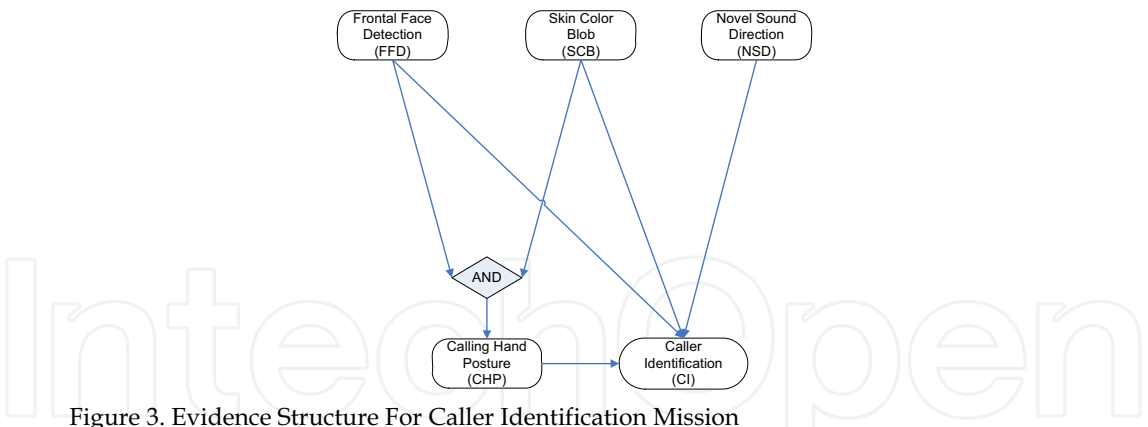 Frontal Face
Detection
(FFD)
Skin Color
Blob
(SCB)
Novel Sound
Direction
(NSD)
AND
Calling Hand
Posture
(CHP)
Caller
Identification
(CI)
IntechOpen
Figure 3. Evidence Structure For Caller Identification Mission